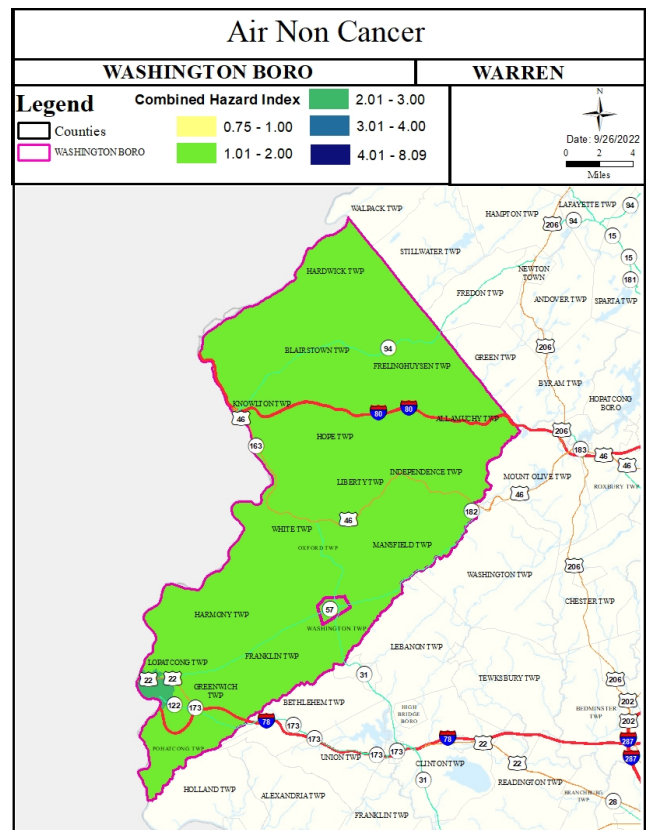 Air Non Cancer
WASHINGTON BORO
WARREN
Legend
Counties
WASHINGTON BORO
Combined Hazard Index
0.75 - 1.00
1.01 - 2.00
2.01 - 3.00
3.01 - 4.00
4.01 - 8.09
N
Date: 9/26/2022
0 2 4
Miles
WALPACK TWP
LAFAYETTE TWP
94
HAMPTON TWP
94
206
15
STILLWATER TWP
15
HARDWICK TWP
NEWTON
TOWN
181
FREDON TWP
ANDOVER TWP
SPARTA TWP
94
BLAIRSTOWN TWP
206
GREEN TWP
FRELINGHUYSEN TWP
BYRAM TWP
HOPATCONG
BORO
KNOWLTON TWP
80
80
46
ALLAMUCHY TWP
206
HOPE TWP
163
183
46
46
INDEPENDENCE TWP
MOUNT OLIVE TWP
LIBERTY TWP
ROXBURY TWP
46
182
46
WHITE TWP
OXFORD TWP
MANSFIELD TWP
206
WASHINGTON TWP
CHESTER TWP
57
HARMONY TWP
WASHINGTON TWP
LEBANON TWP
FRANKLIN TWP
LOPATCONG TWP
31
TEWKSBURY TWP
22
22
206
GREENWICH
TWP
BETHLEHEM TWP
202
122
173
HIGH
BRIDGE
BORO
BEDMINSTER
TWP
78
173
202
173
78
22
287
POHATCONG TWP
173
173
UNION TWP
287
CLINTON TWP
22
31
READINGTON TWP
HOLLAND TWP
ALEXANDRIA TWP
BRANCHBURG TWP
28
FRANKLIN TWP